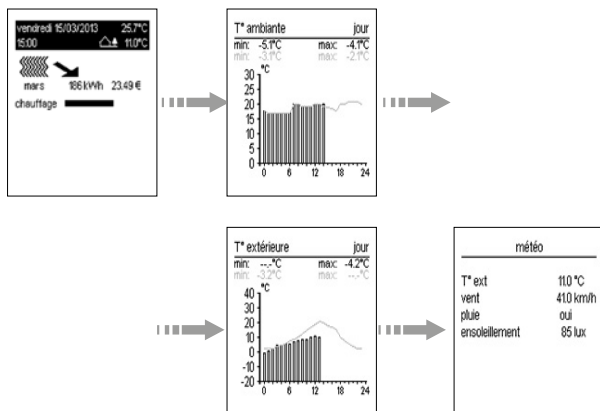 vendredi 15/03/2013 25.7°C
15:00 11.0°C
mars 186 kWh 23.49 €
chauffage
T° ambiante jour
min: -5.1°C max: -4.1°C
min: -3.1°C max: -2.1°C
°C
30
25
20
15
10
5
0
0 6 12 18 24
T° extérieure jour
min: --.-°C max: -4.2°C
min: -3.2°C max: --.-°C
°C
40
30
20
10
0
-10
-20
0 6 12 18 24
météo
T° ext 11.0 °C
vent 41.0 km/h
pluie oui
ensoleillement 85 lux